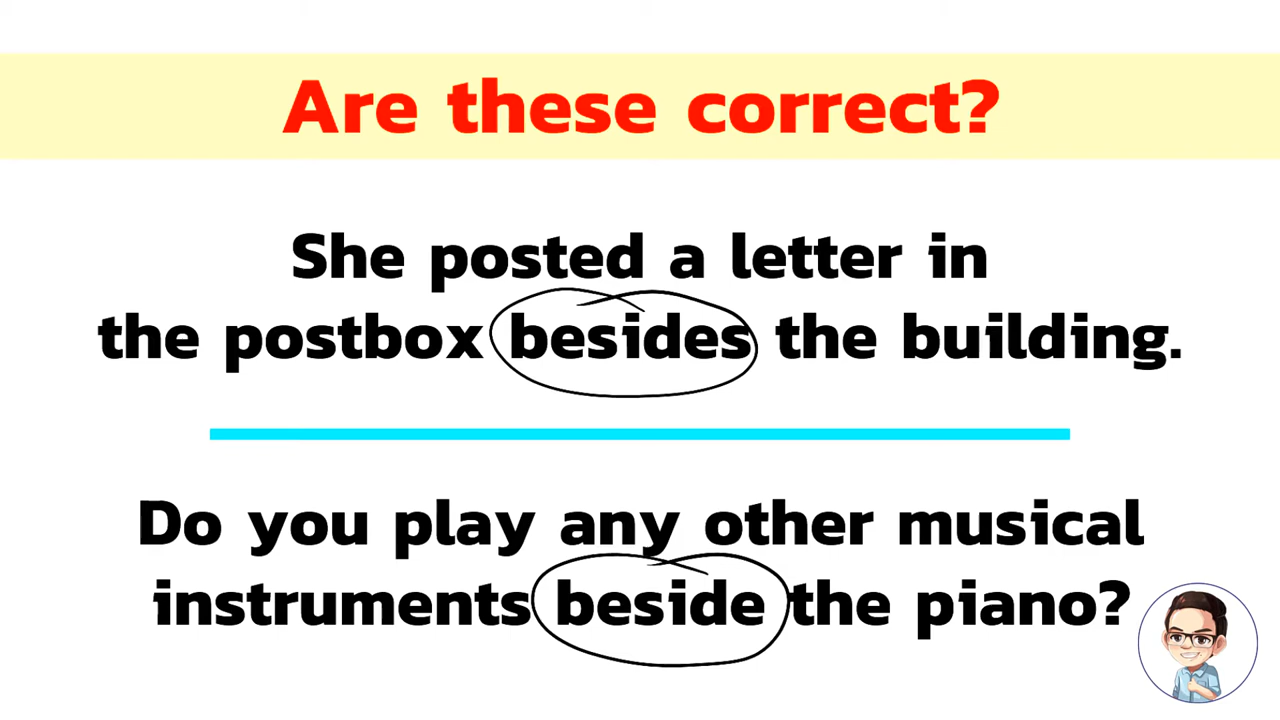 Are these correct?
She posted a letter in
the postbox besides the building.
Do you play any other musical
instruments beside the piano?